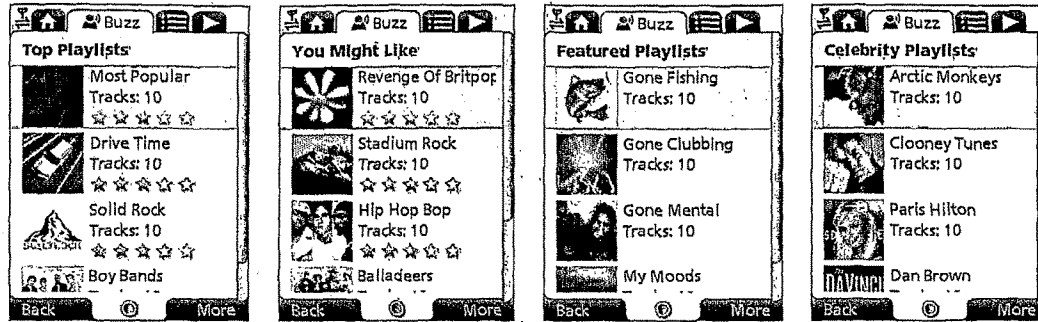 Buzz
Top Playlists
Most Popular
Tracks: 10
Drive Time
Tracks: 10
Solid Rock
Tracks: 10
Boy Bands
Back
More
Buzz
You Might Like
Revenge Of Britpop
Tracks: 10
Stadium Rock
Tracks: 10
Hip Hop Bop
Tracks: 10
Balladeers
Back
More
Buzz
Featured Playlists
Gone Fishing
Tracks: 10
Gone Clubbing
Tracks: 10
Gone Mental
Tracks: 10
My Moods
Back
More
Buzz
Celebrity Playlists
Arctic Monkeys
Tracks: 10
Clooney Tunes
Tracks: 10
Paris Hilton
Tracks: 10
DAVINCI
Dan Brown
Back
More